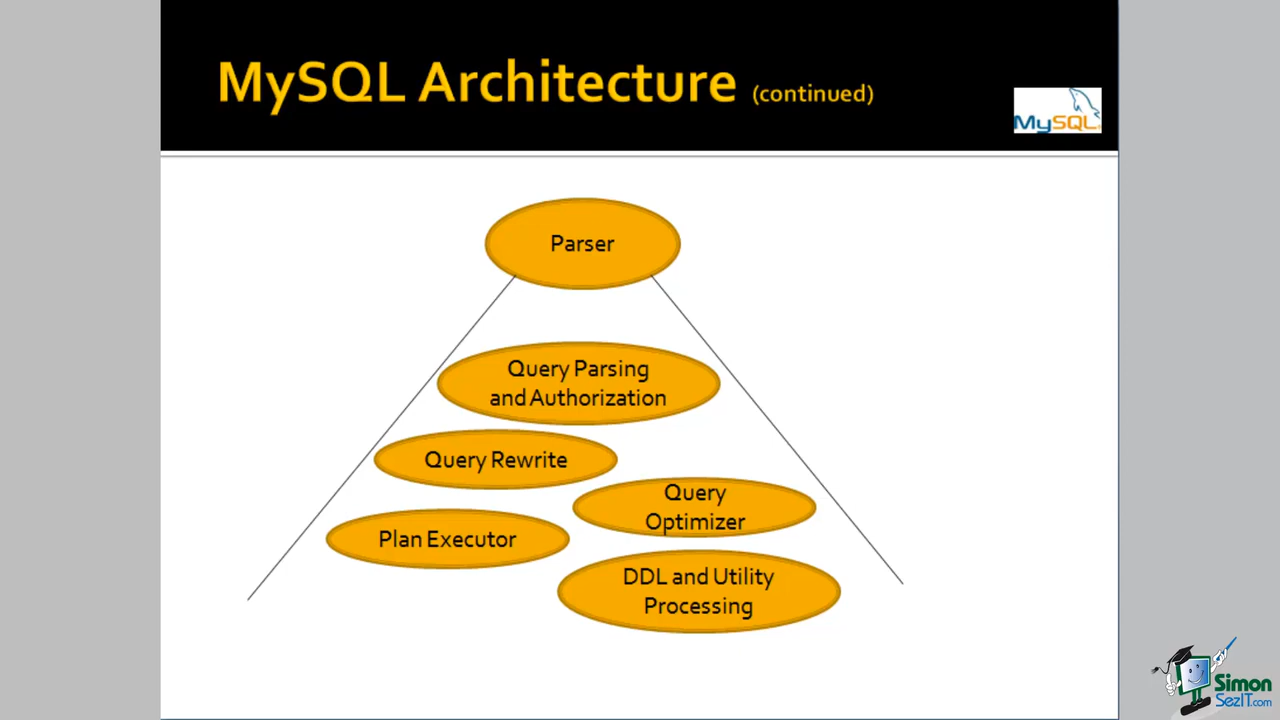 MySQL Architecture (continued)
MySQL
Parser
Query Parsing
and Authorization
Query Rewrite
Query
Optimizer
Plan Executor
DDL and Utility
Processing
Simon
SezIT.com